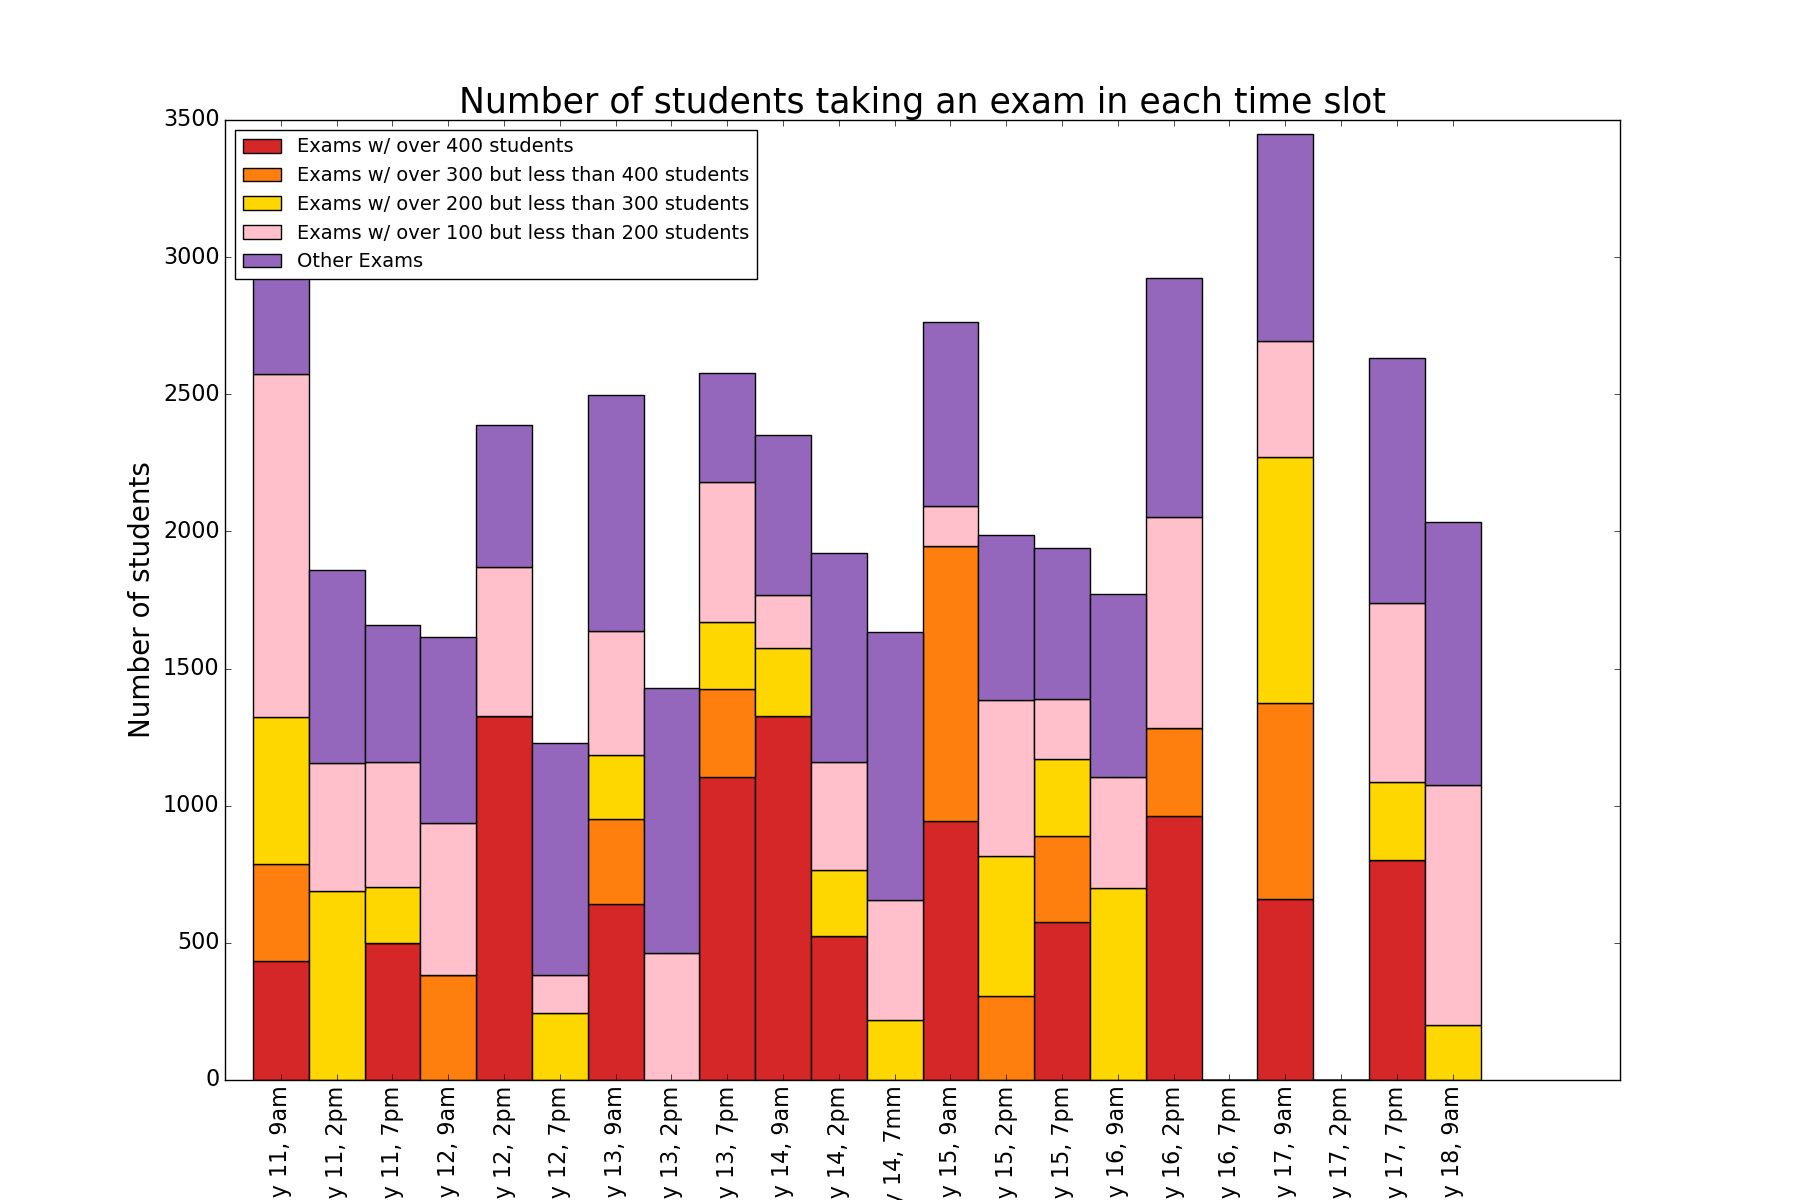 Number of students taking an exam in each time slot
Exams w/ over 400 students
Exams w/ over 300 but less than 400 students
Exams w/ over 200 but less than 300 students
Exams w/ over 100 but less than 200 students
Other Exams
Number of students
3500
3000
2500
2000
1500
1000
500
0
y 11, 9am
y 11, 2pm
y 11, 7pm
y 12, 9am
y 12, 2pm
y 12, 7pm
y 13, 9am
y 13, 2pm
y 13, 7pm
y 14, 9am
y 14, 2pm
y 14, 7mm
y 15, 9am
y 15, 2pm
y 15, 7pm
y 16, 9am
y 16, 2pm
y 16, 7pm
y 17, 9am
y 17, 2pm
y 17, 7pm
y 18, 9am